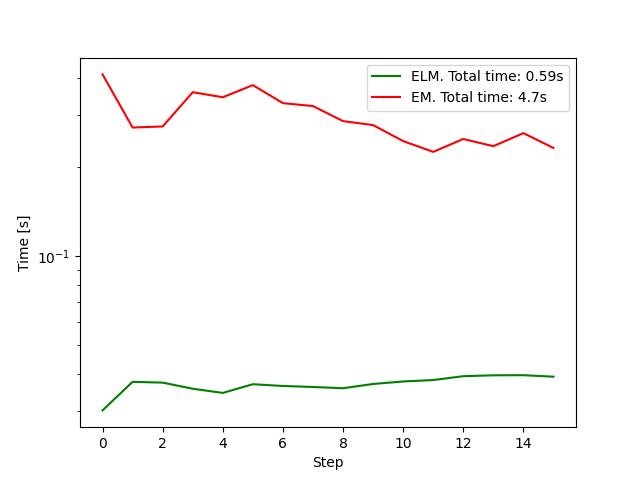 ELM. Total time: 0.59s
EM. Total time: 4.7s
Time [s]
10⁻¹
0 2 4 6 8 10 12 14
Step